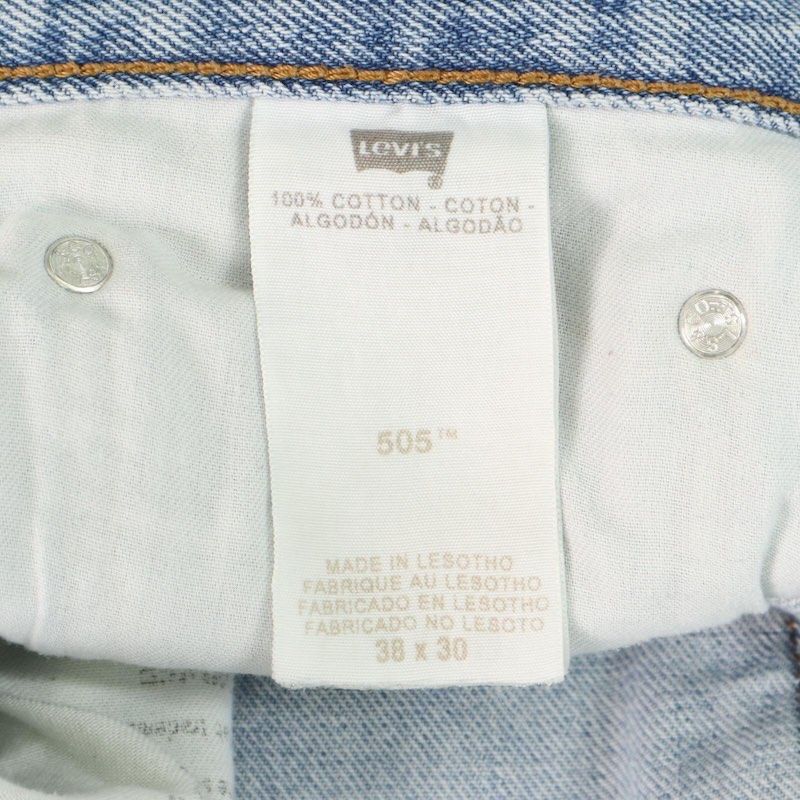 LEVI'S®
100% COTTON - COTON -
ALGODÓN - ALGODÃO
505™
MADE IN LESOTHO
FABRIQUE AU LESOTHO
FABRICADO EN LESOTHO
FABRICADO NO LESOTO
38 x 30